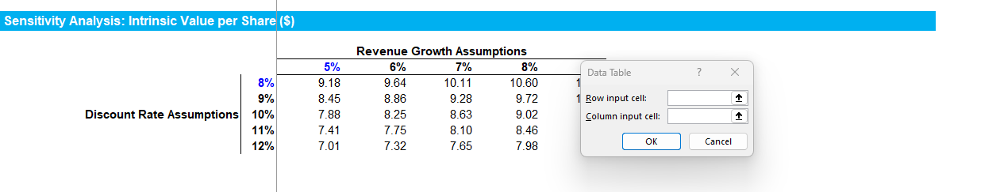 Sensitivity Analysis: Intrinsic Value per Share ($)
Revenue Growth Assumptions
5% 6% 7% 8%
8% 9.18 9.64 10.11 10.60 1
9% 8.45 8.86 9.28 9.72 1
Discount Rate Assumptions 10% 7.88 8.25 8.63 9.02
11% 7.41 7.75 8.10 8.46
12% 7.01 7.32 7.65 7.98
Data Table ?
Row input cell:
Column input cell:
OK Cancel